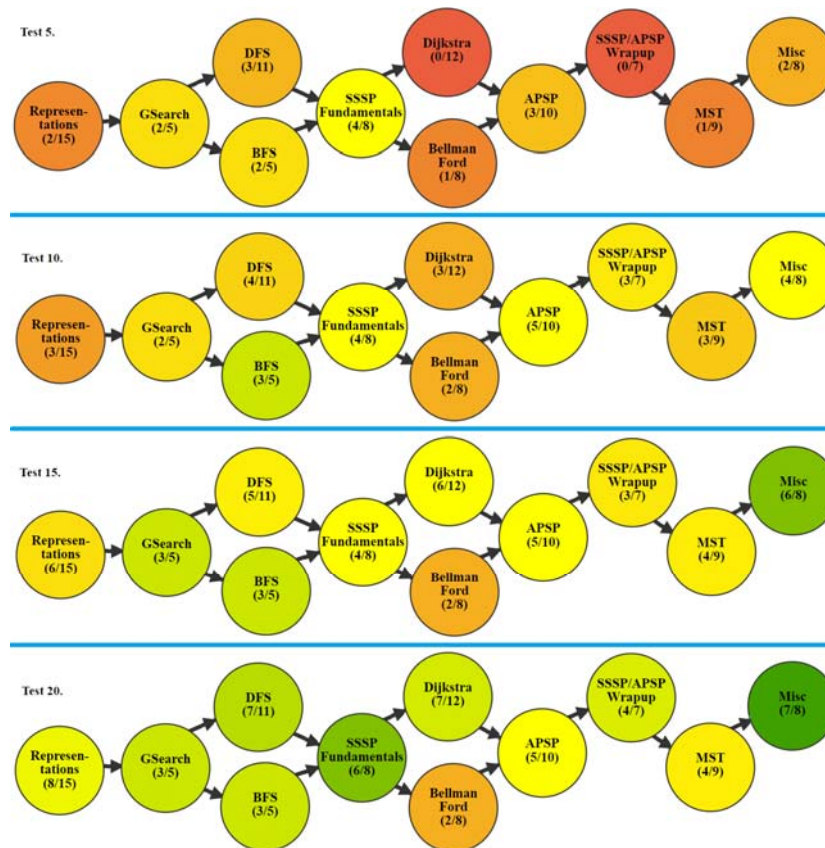 Test 5.
Represen-
tations
(2/15)
GSearch
(2/5)
DFS
(3/11)
BFS
(2/5)
SSSP
Fundamentals
(4/8)
Dijkstra
(0/12)
Bellman
Ford
(1/8)
APSP
(3/10)
SSSP/APSP
Wrapup
(0/7)
MST
(1/9)
Misc
(2/8)
Test 10.
Represen-
tations
(3/15)
GSearch
(2/5)
DFS
(4/11)
BFS
(3/5)
SSSP
Fundamentals
(4/8)
Dijkstra
(3/12)
Bellman
Ford
(2/8)
APSP
(5/10)
SSSP/APSP
Wrapup
(3/7)
MST
(3/9)
Misc
(4/8)
Test 15.
Represen-
tations
(6/15)
GSearch
(3/5)
DFS
(5/11)
BFS
(3/5)
SSSP
Fundamentals
(4/8)
Dijkstra
(6/12)
Bellman
Ford
(2/8)
APSP
(5/10)
SSSP/APSP
Wrapup
(3/7)
MST
(4/9)
Misc
(6/8)
Test 20.
Represen-
tations
(8/15)
GSearch
(3/5)
DFS
(7/11)
BFS
(3/5)
SSSP
Fundamentals
(6/8)
Dijkstra
(7/12)
Bellman
Ford
(2/8)
APSP
(5/10)
SSSP/APSP
Wrapup
(4/7)
MST
(4/9)
Misc
(7/8)